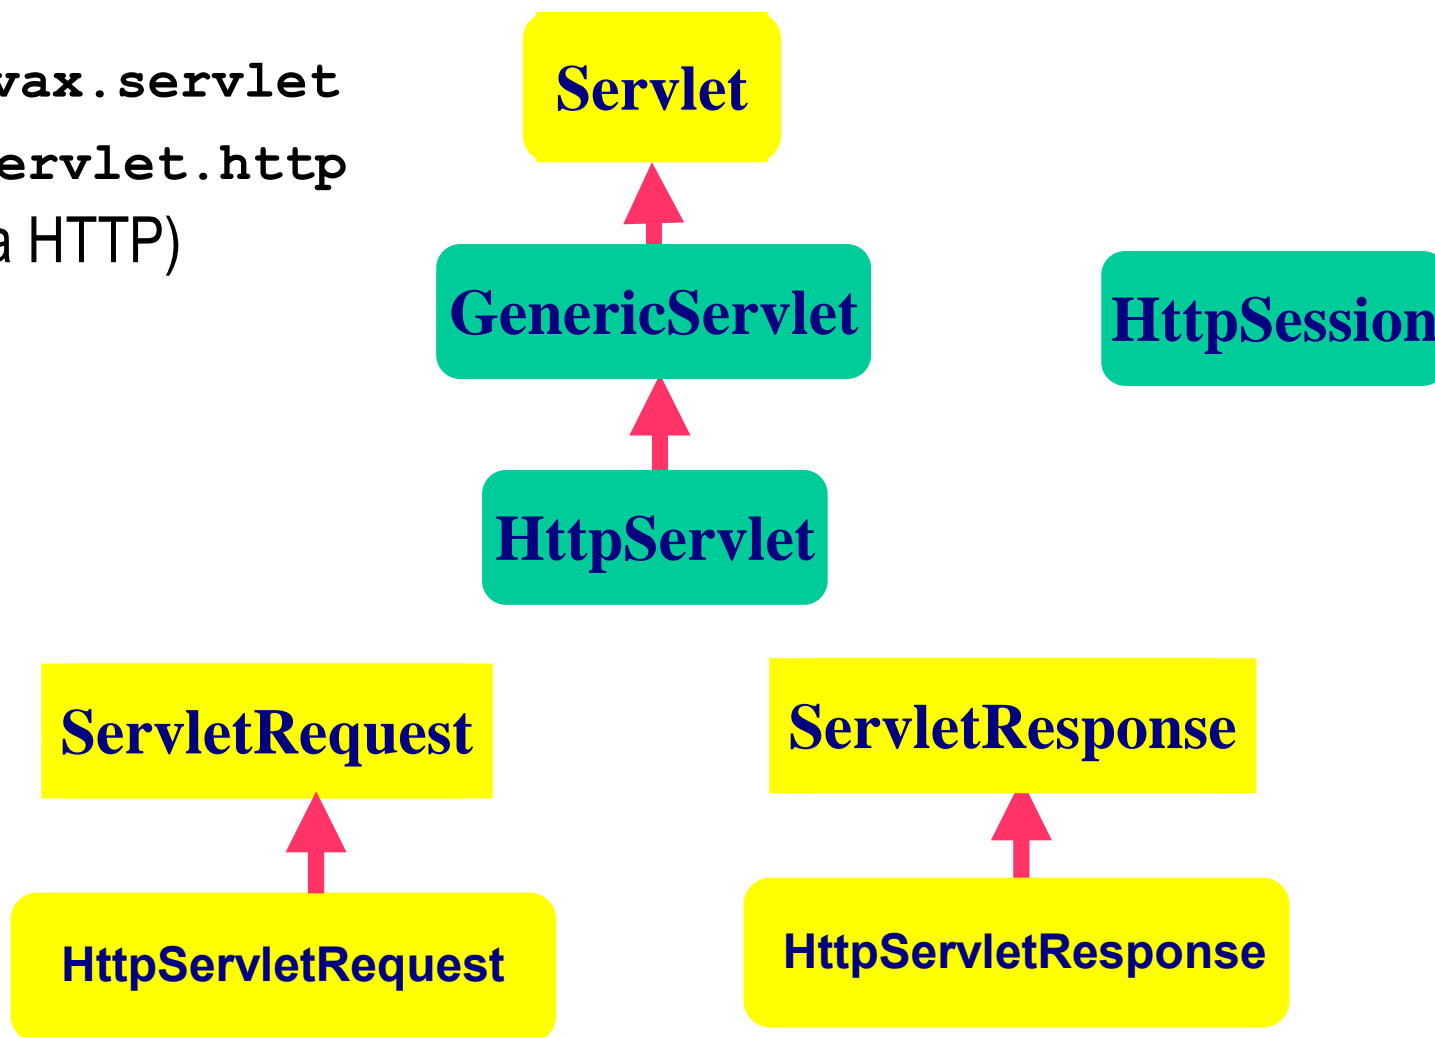 vax.servlet
ervlet.http
a HTTP)
Servlet
GenericServlet
HttpSession
HttpServlet
ServletRequest
ServletResponse
HttpServletRequest
HttpServletResponse